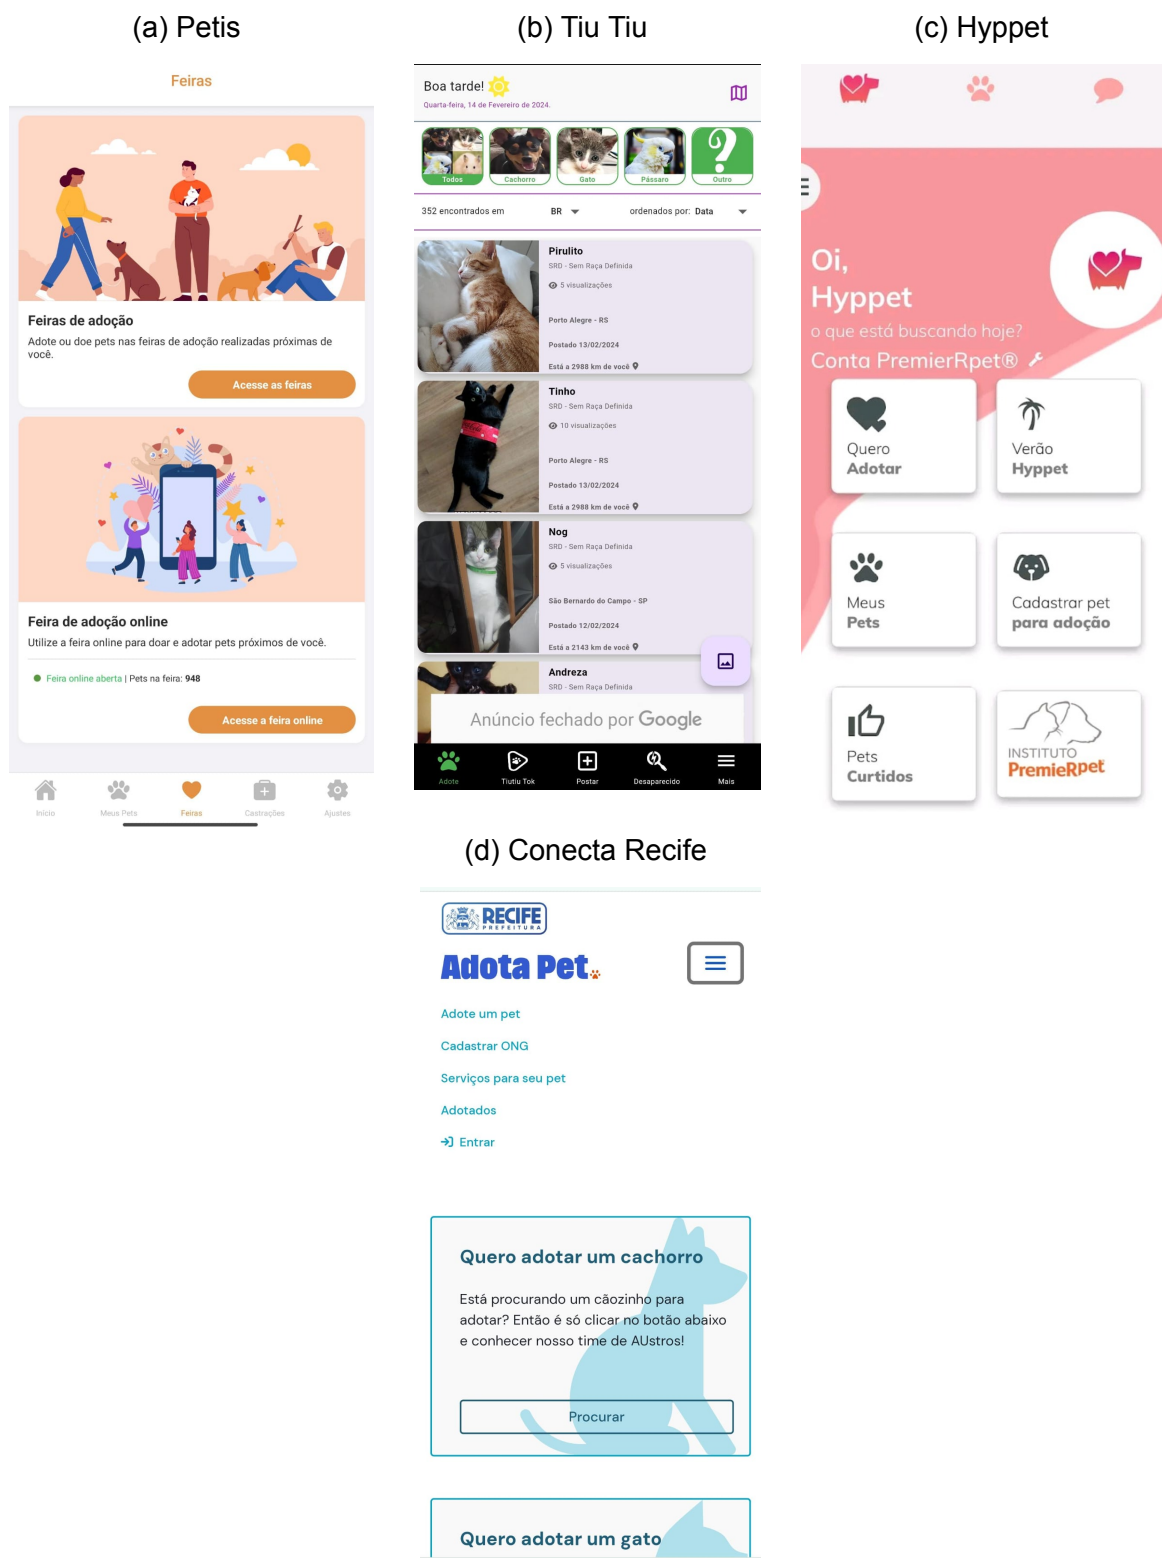 (a) Petis
Feiras
Feiras de adoção
Adote ou doe pets nas feiras de adoção realizadas próximas de
você.
Acesse as feiras
Feira de adoção online
Utilize a feira online para doar e adotar pets próximos de você.
Feira online aberta | Pets na feira: 948
Acesse a feira online
Início
Meus Pets
Feiras
Castrações
Ajustes
(b) Tiu Tiu
Boa tarde!
Quarta-feira, 14 de Fevereiro de 2024.
Todos
Cachorro
Gato
Pássaro
Outro
352 encontrados em BR ordenados por: Data
Pirulito
SRD - Sem Raça Definida
5 visualizações
Porto Alegre - RS
Postado 13/02/2024
Está a 2988 km de você
Tinho
SRD - Sem Raça Definida
10 visualizações
Porto Alegre - RS
Postado 13/02/2024
Está a 2988 km de você
Nog
SRD - Sem Raça Definida
5 visualizações
São Bernardo do Campo - SP
Postado 12/02/2024
Está a 2143 km de você
Andreza
SRD - Sem Raça Definida
Anúncio fechado por Google
Adote
Tiutiu Tok
Postar
Desaparecido
Mais
(c) Hyppet
Oi,
Hyppet
o que está buscando hoje?
Conta PremierRpet®
Quero
Adotar
Verão
Hyppet
Meus
Pets
Cadastrar pet
para adoção
Pets
Curtidos
INSTITUTO
PremieRpet
(d) Conecta Recife
RECIFE
PREFEITURA
Adota Pet
Adote um pet
Cadastrar ONG
Serviços para seu pet
Adotados
Entrar
Quero adotar um cachorro
Está procurando um cãozinho para
adotar? Então é só clicar no botão abaixo
e conhecer nosso time de AUstros!
Procurar
Quero adotar um gato